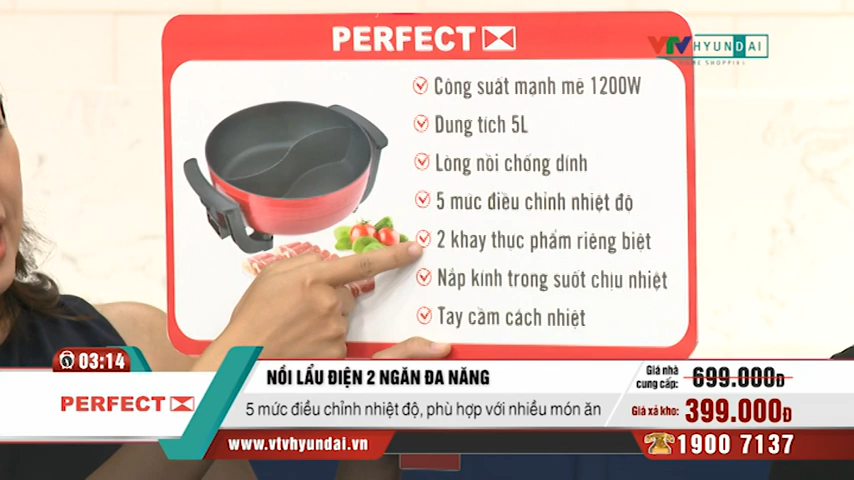 PERFECT
VTV HYUNDAI
HOME SHOPPING
Công suất mạnh mẽ 1200W
Dung tích 5L
Lòng nồi chống dính
5 mức điều chỉnh nhiệt độ
2 khay thực phẩm riêng biệt
Nắp kính trong suốt chịu nhiệt
Tay cầm cách nhiệt
03:14
PERFECT
NỒI LẨU ĐIỆN 2 NGĂN ĐA NĂNG
5 mức điều chỉnh nhiệt độ, phù hợp với nhiều món ăn
Giá nhà
cung cấp: 699.000Đ
Giá xả kho: 399.000Đ
www.vtvhyundai.vn
1900 7137